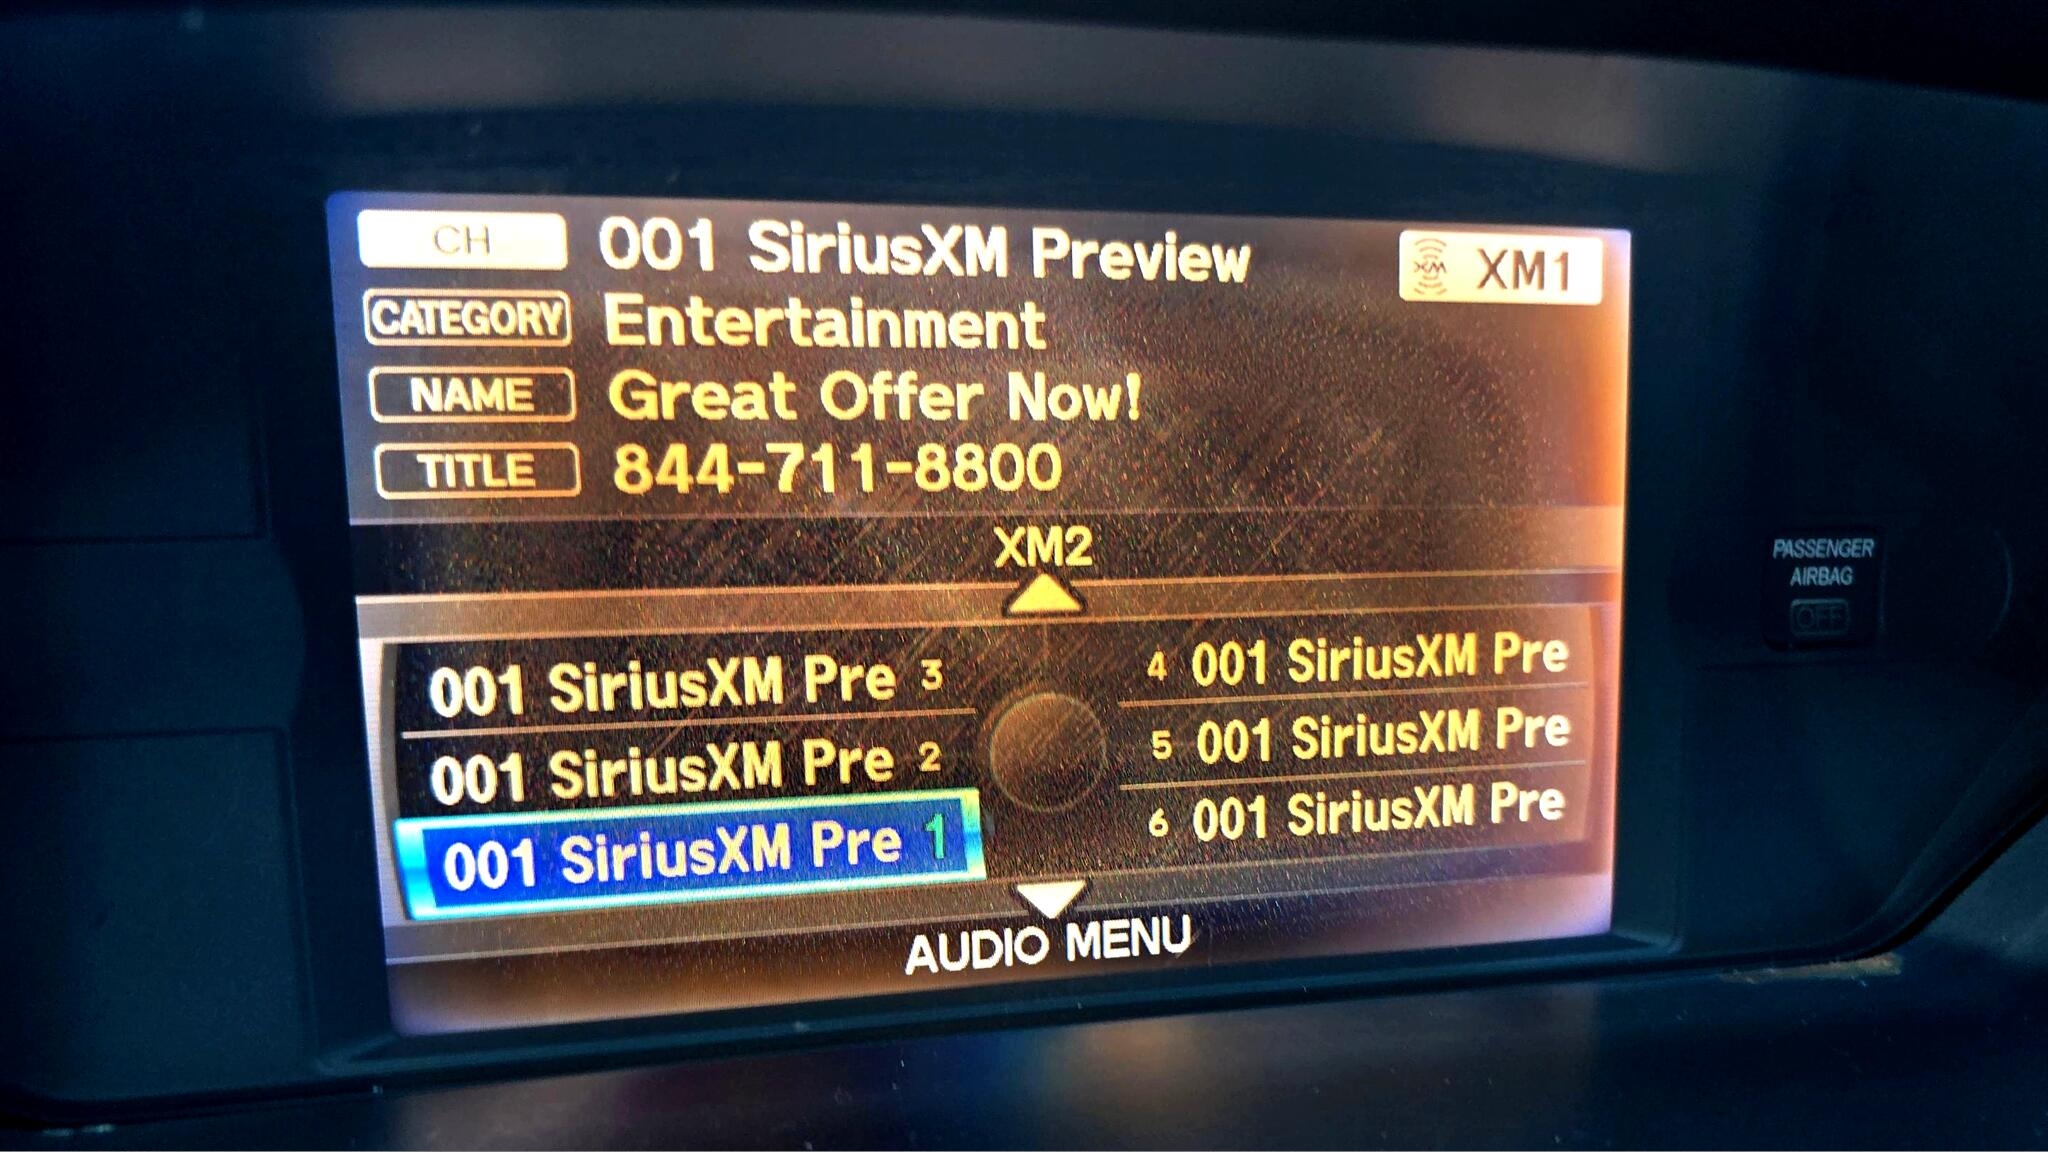 CH 001 SiriusXM Preview XM XM1
CATEGORY Entertainment
NAME Great Offer Now!
TITLE 844-711-8800
XM2
001 SiriusXM Pre 3 4 001 SiriusXM Pre
001 SiriusXM Pre 2 5 001 SiriusXM Pre
001 SiriusXM Pre 1 6 001 SiriusXM Pre
AUDIO MENU
PASSENGER
AIRBAG
OFF